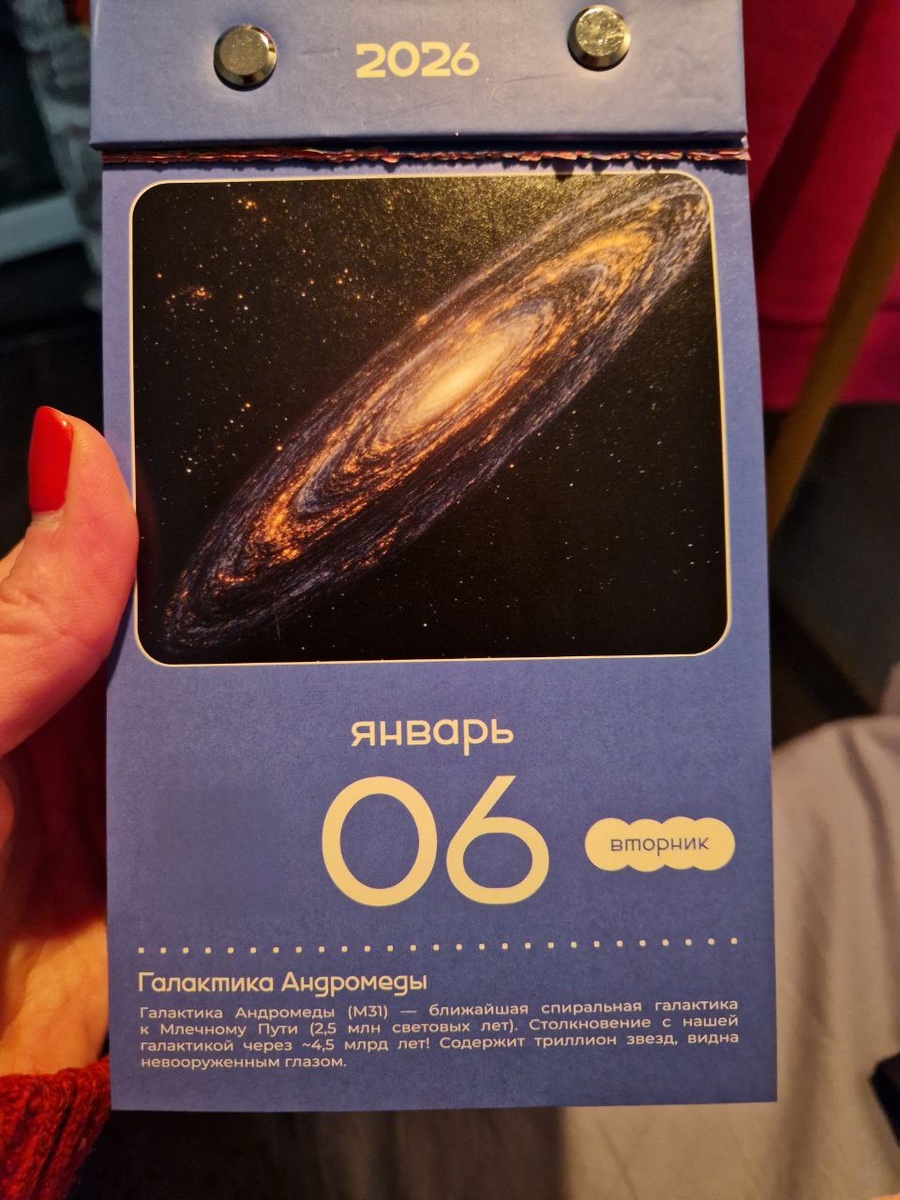 2026
январь
06
вторник
Галактика Андромеды
Галактика Андромеды (М31) — ближайшая спиральная галактика
к Млечному Пути (2,5 млн световых лет). Столкновение с нашей
галактикой через ~4,5 млрд лет! Содержит триллион звезд, видна
невооруженным глазом.